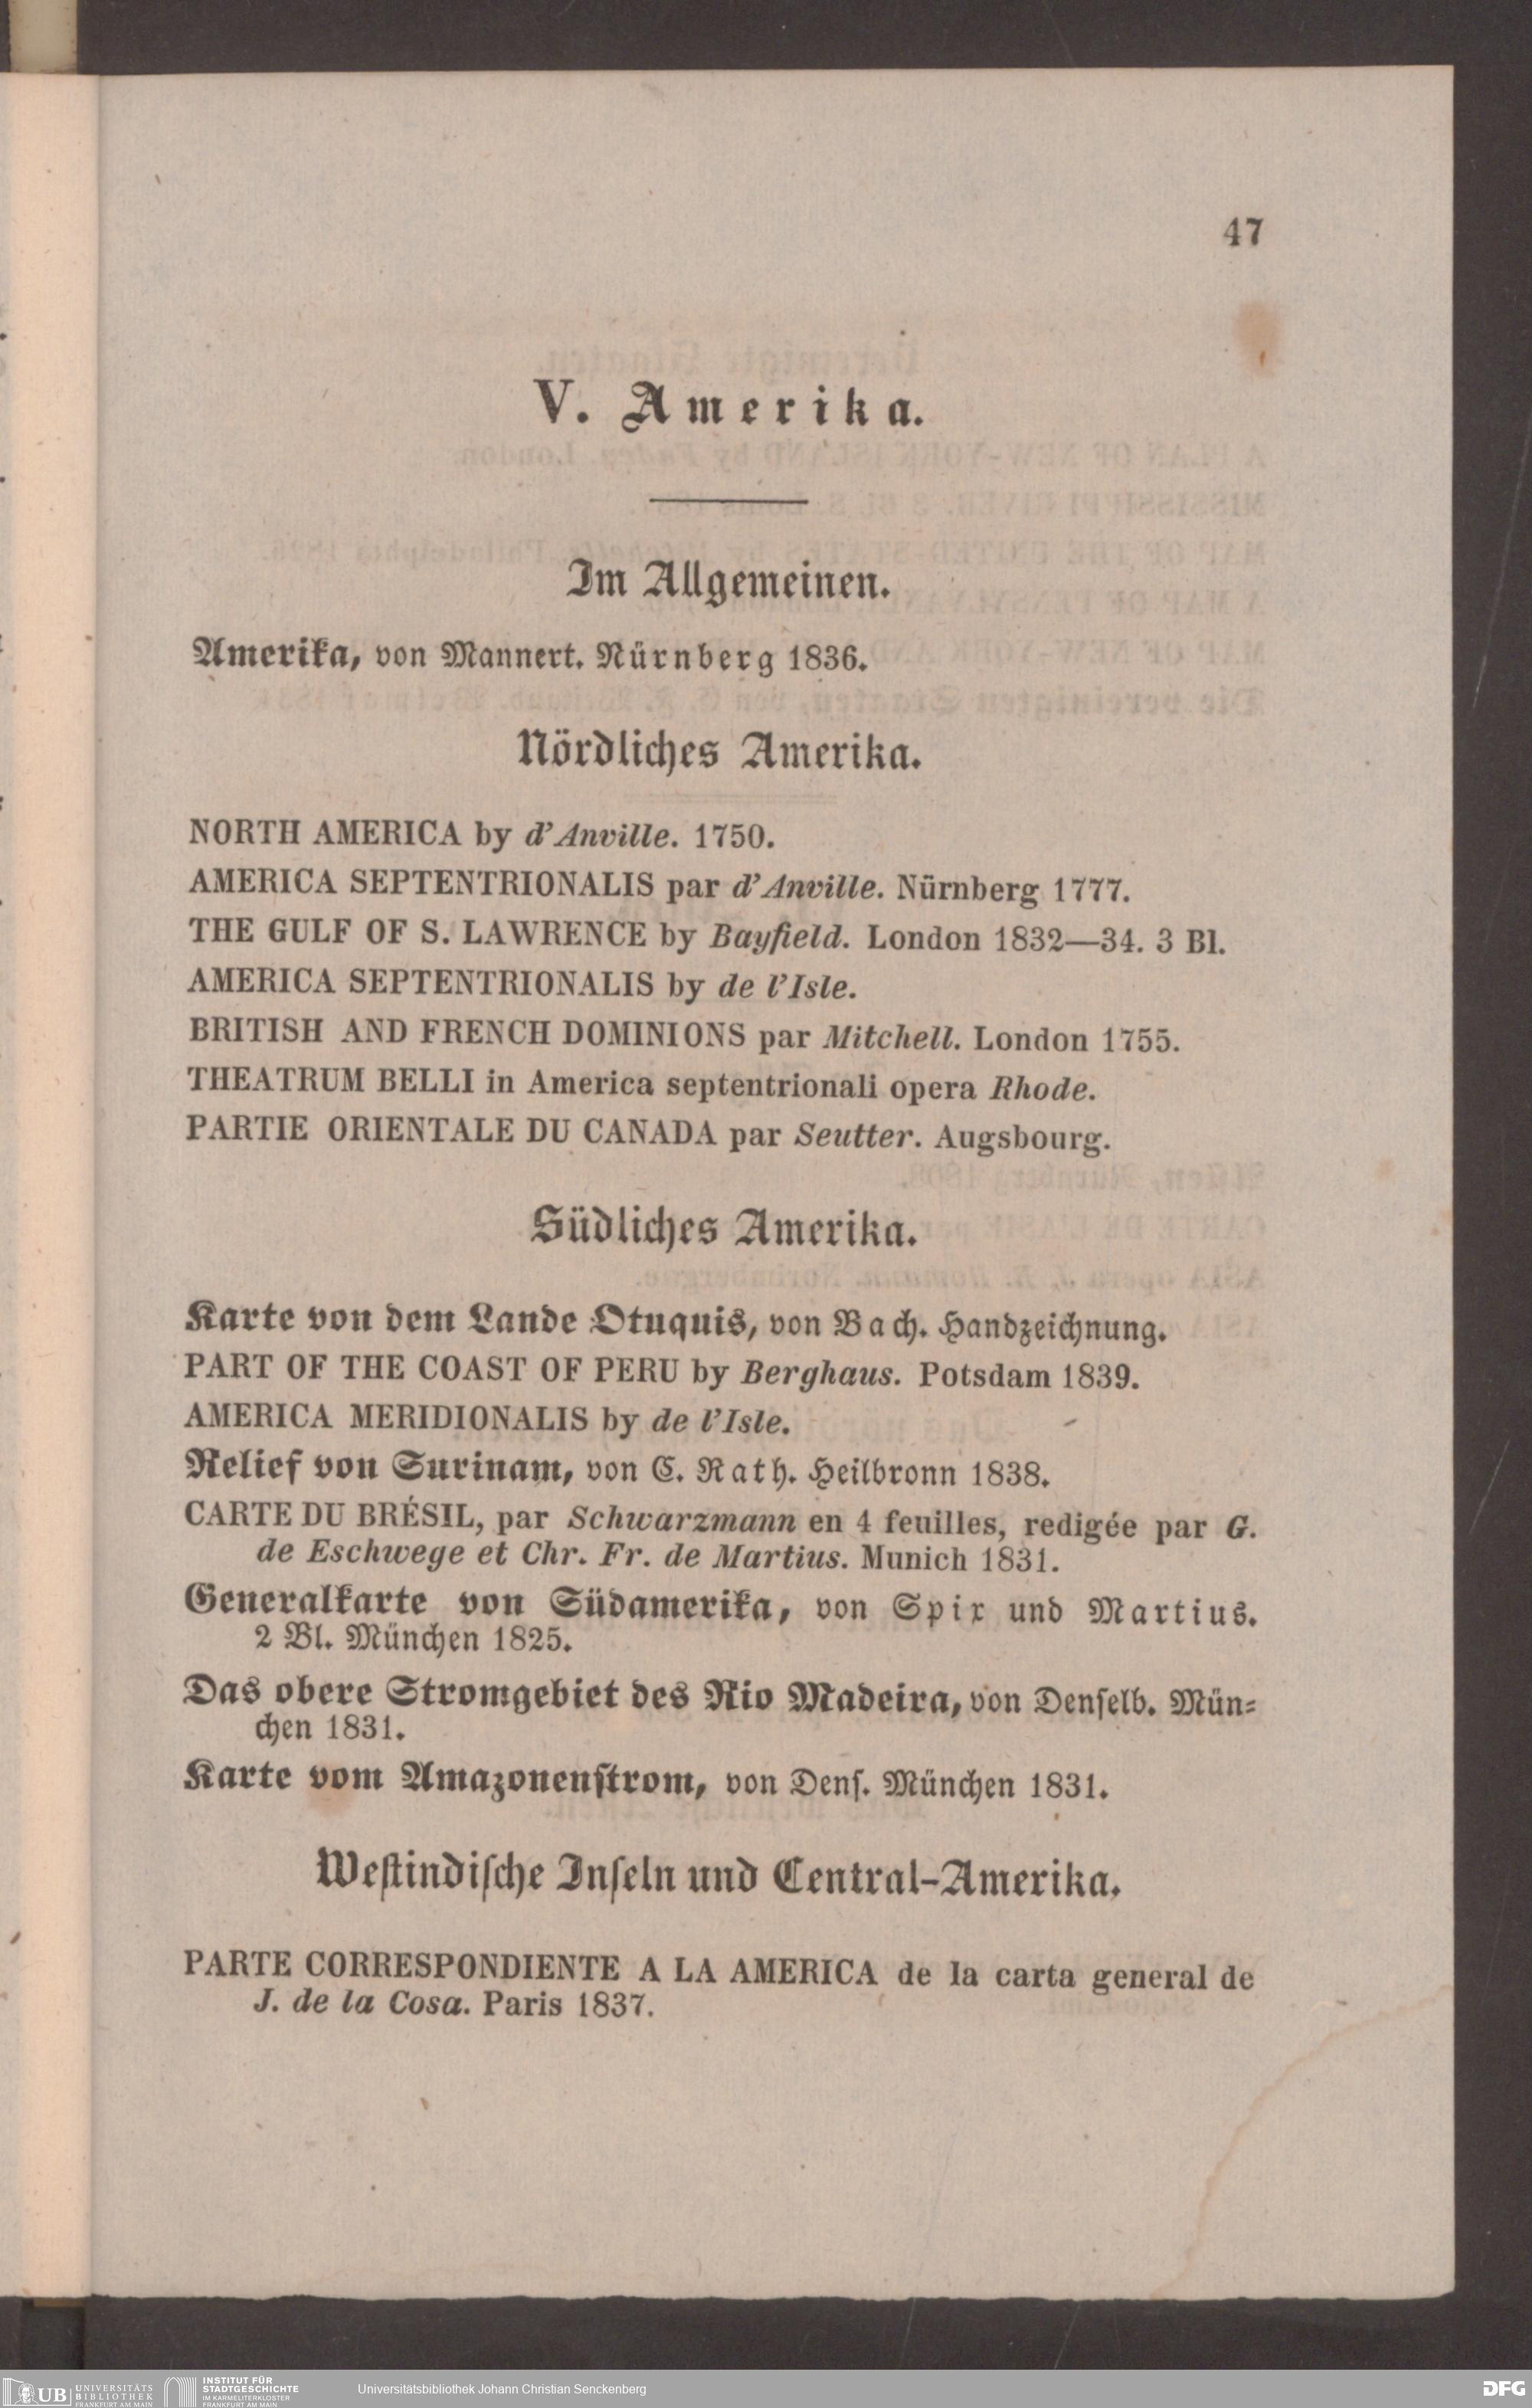 47
V. Amerika.
Im Allgemeinen.
Amerika, von Mannert. Nürnberg 1836.
Nördliches Amerika.
NORTH AMERICA by d'Anville. 1750.
AMERICA SEPTENTRIONALIS par d'Anville. Nürnberg 1777.
THE GULF OF S. LAWRENCE by Bayfield. London 1832—34. 3 Bl.
AMERICA SEPTENTRIONALIS by de l'Isle.
BRITISH AND FRENCH DOMINIONS par Mitchell. London 1755.
THEATRUM BELLI in America septentrionali opera Rhode.
PARTIE ORIENTALE DU CANADA par Seutter. Augsbourg.
Südliches Amerika.
Karte von dem Lande Otuquis, von Bach. Handzeichnung.
PART OF THE COAST OF PERU by Berghaus. Potsdam 1839.
AMERICA MERIDIONALIS by de l'Isle.
Relief von Surinam, von C. Rath. Heilbronn 1838.
CARTE DU BRÉSIL, par Schwarzmann en 4 feuilles, redigée par G.
de Eschwege et Chr. Fr. de Martius. Munich 1831.
Generalkarte von Südamerika, von Spix und Martius.
2 Bl. München 1825.
Das obere Stromgebiet des Rio Madeira, von Denſelb. Mün⸗
chen 1831.
Karte vom Amazonenſtrom, von Denſ. München 1831.
Weſtindiſche Inſeln und Central-Amerika.
PARTE CORRESPONDIENTE A LA AMERICA de la carta general de
J. de la Cosa. Paris 1837.
UB UNIVERSITÄTS
BIBLIOTHEK
FRANKFURT AM MAIN
INSTITUT FÜR
STADTGESCHICHTE
IM KARMELITERKLOSTER
FRANKFURT AM MAIN
Universitätsbibliothek Johann Christian Senckenberg
DFG